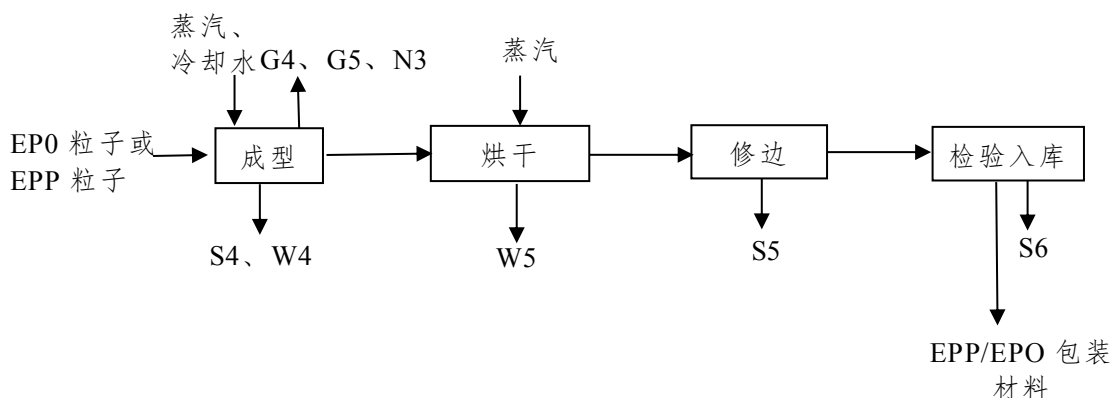 蒸汽、
冷却水 G4、G5、N3
蒸汽
EP0 粒子或
EPP 粒子
成型
烘干
修边
检验入库
S4、W4
W5
S5
S6
EPP/EPO 包装
材料